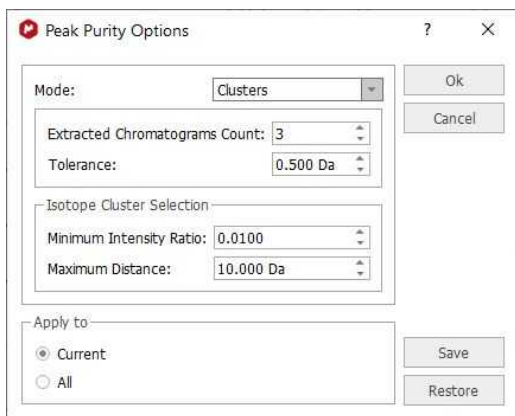 Peak Purity Options ? X
Mode: Clusters
Ok
Cancel
Extracted Chromatograms Count: 3
Tolerance: 0.500 Da
Isotope Cluster Selection
Minimum Intensity Ratio: 0.0100
Maximum Distance: 10.000 Da
Apply to
Current
All
Save
Restore